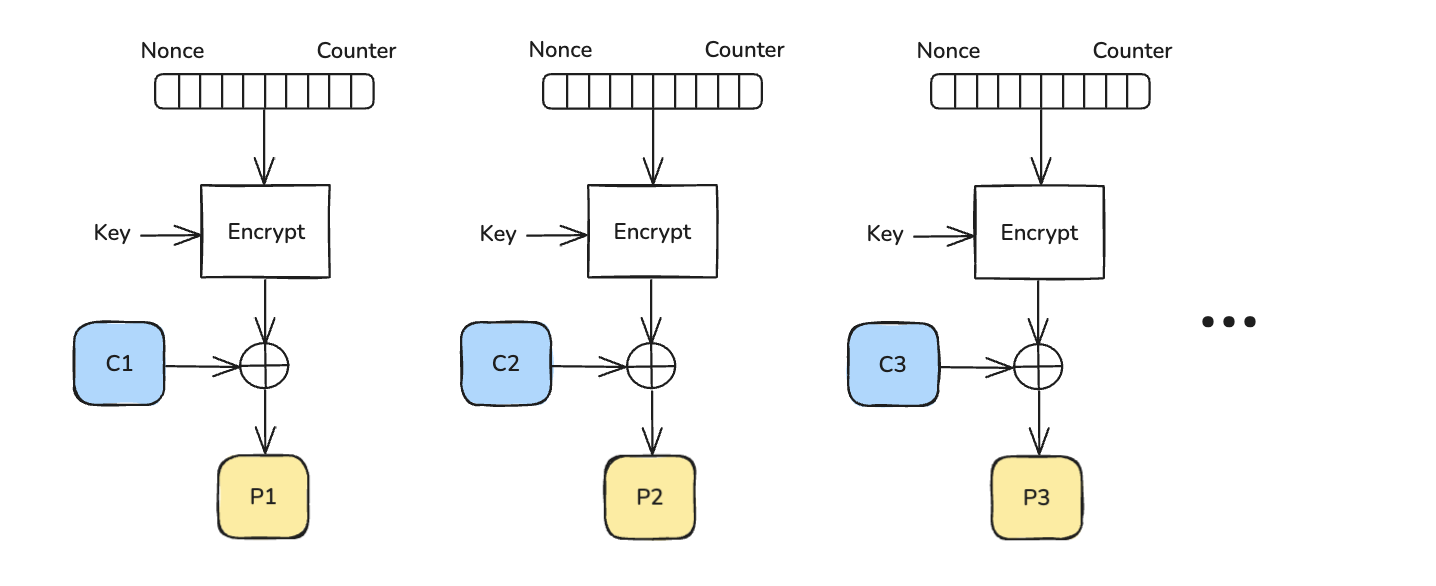 Nonce Counter Nonce Counter Nonce Counter
Key Encrypt Key Encrypt Key Encrypt
C1 C2 C3
P1 P2 P3